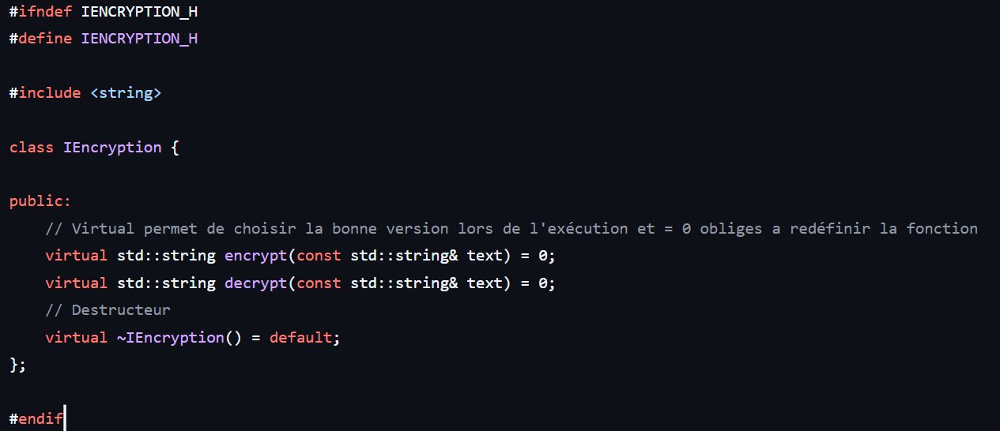 #ifndef IENCRYPTION_H
#define IENCRYPTION_H
#include <string>
class IEncryption {
public:
// Virtual permet de choisir la bonne version lors de l'exécution et = 0 obliges a redéfinir la fonction
virtual std::string encrypt(const std::string& text) = 0;
virtual std::string decrypt(const std::string& text) = 0;
// Destructeur
virtual ~IEncryption() = default;
};
#endif